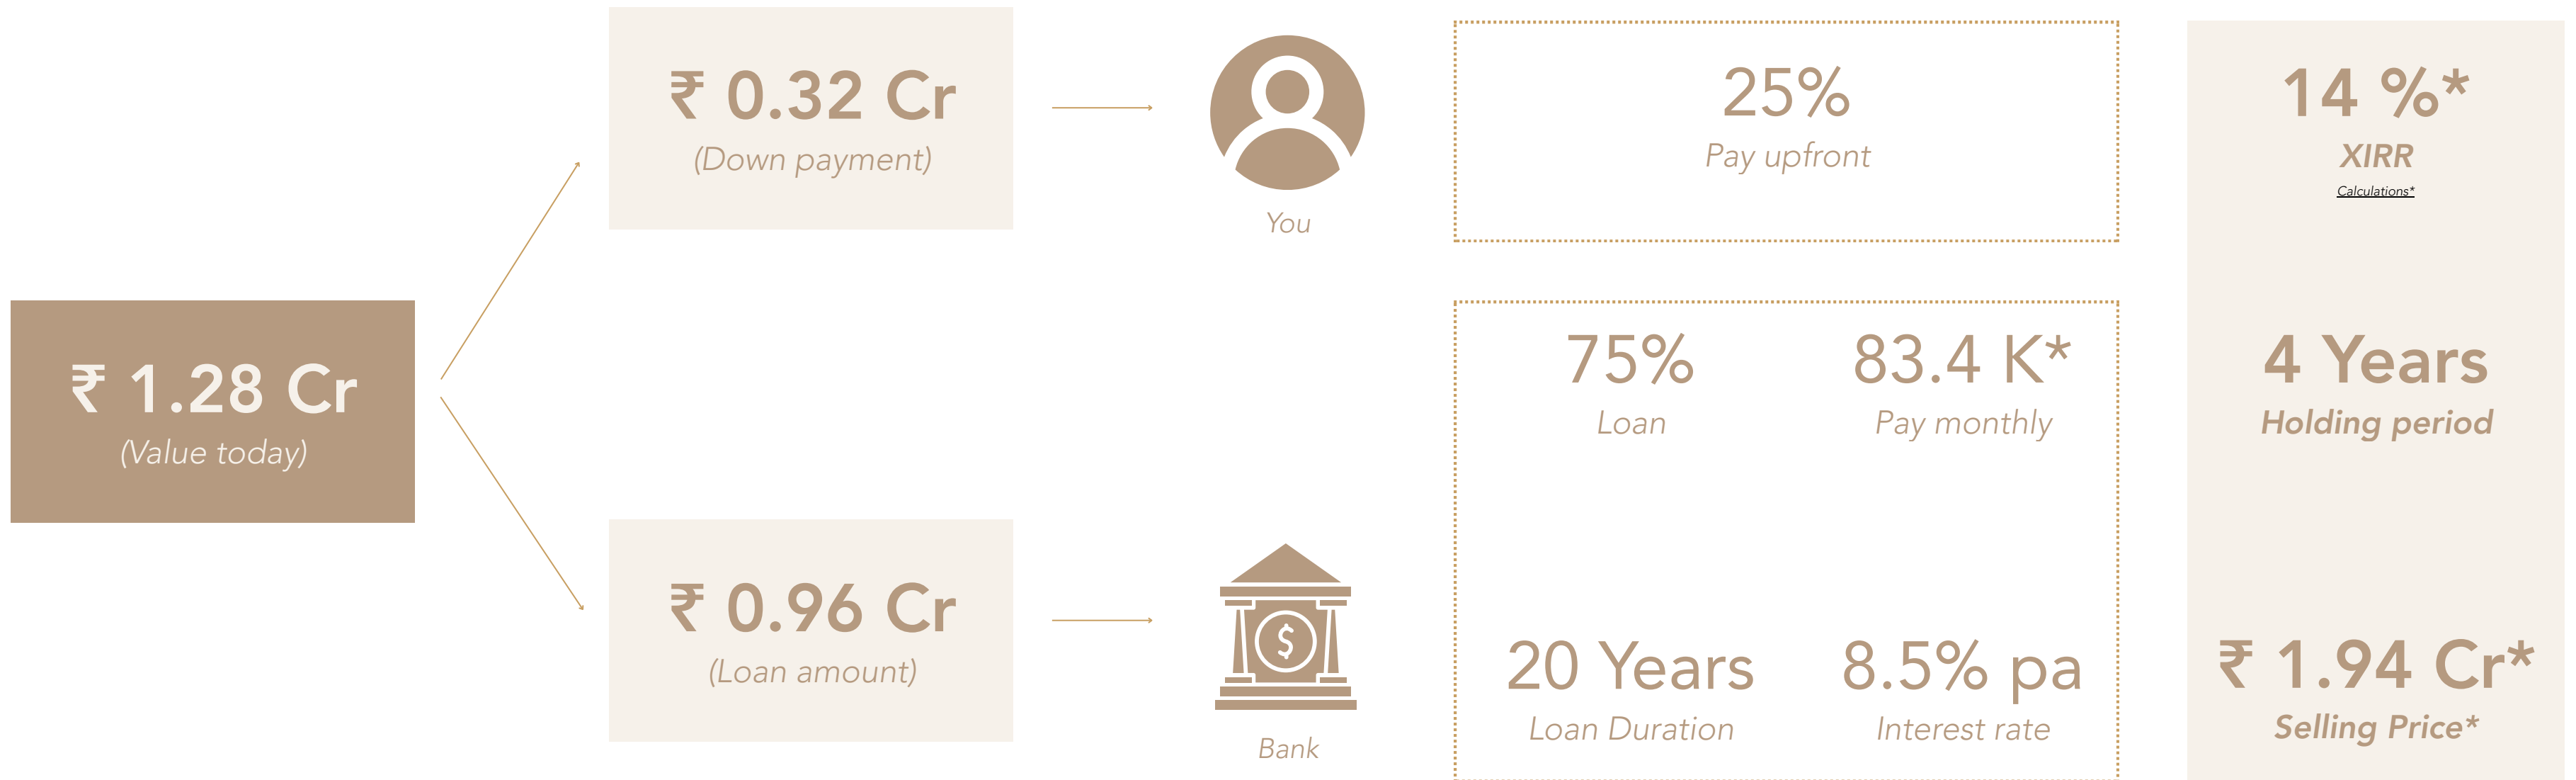 ₹ 1.28 Cr
(Value today)
₹ 0.32 Cr
(Down payment)
You
25%
Pay upfront
₹ 0.96 Cr
(Loan amount)
$
Bank
75%
Loan
83.4 K*
Pay monthly
20 Years
Loan Duration
8.5% pa
Interest rate
14 %*
XIRR
Calculations*
4 Years
Holding period
₹ 1.94 Cr*
Selling Price*